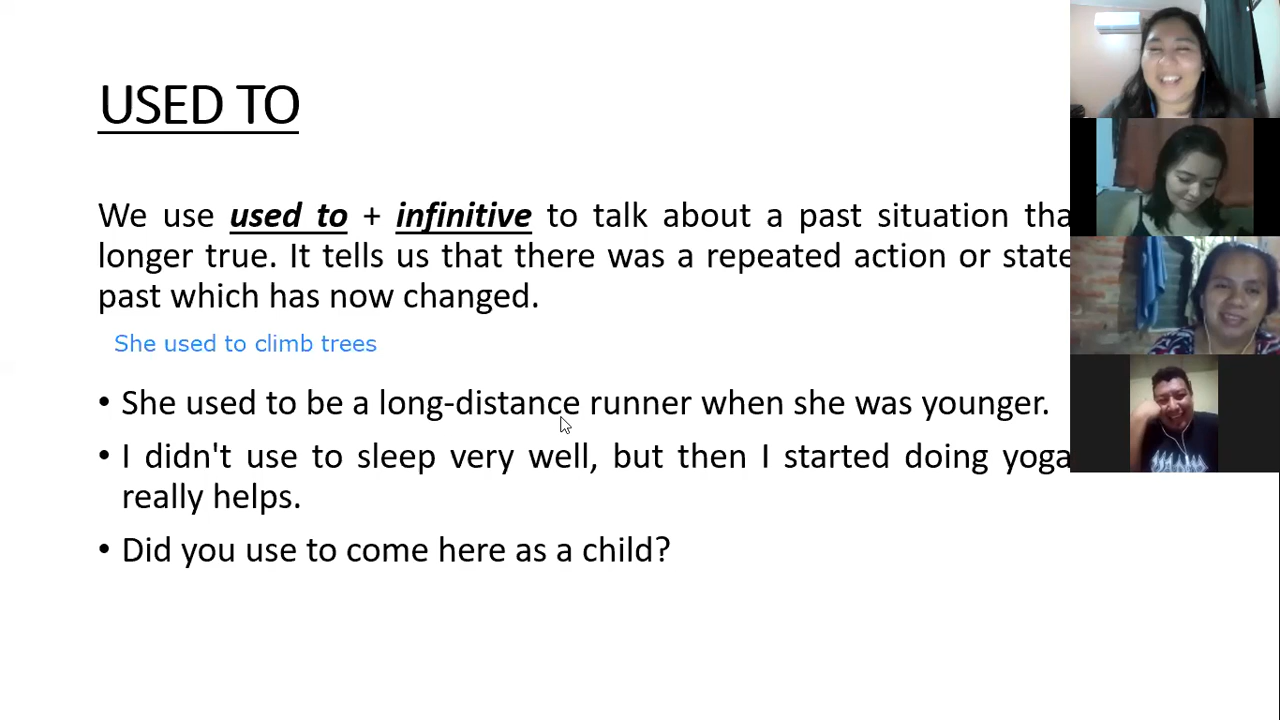 USED TO
We use used to + infinitive to talk about a past situation tha
longer true. It tells us that there was a repeated action or state
past which has now changed.
She used to climb trees
• She used to be a long-distance runner when she was younger.
• I didn't use to sleep very well, but then I started doing yoga
really helps.
• Did you use to come here as a child?